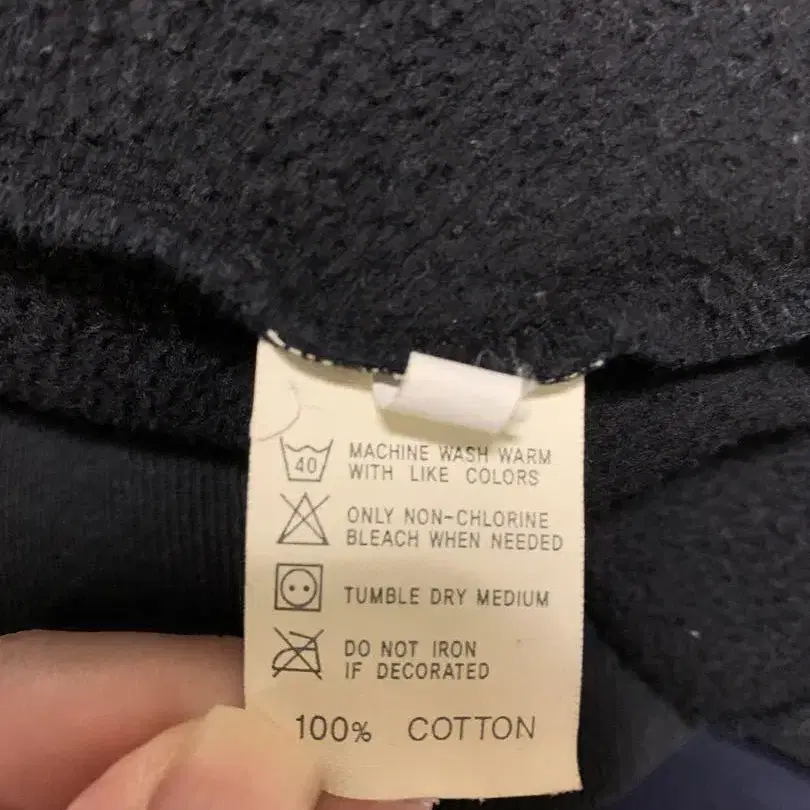 40
MACHINE WASH WARM
WITH LIKE COLORS
ONLY NON-CHLORINE
BLEACH WHEN NEEDED
TUMBLE DRY MEDIUM
DO NOT IRON
IF DECORATED
100% COTTON